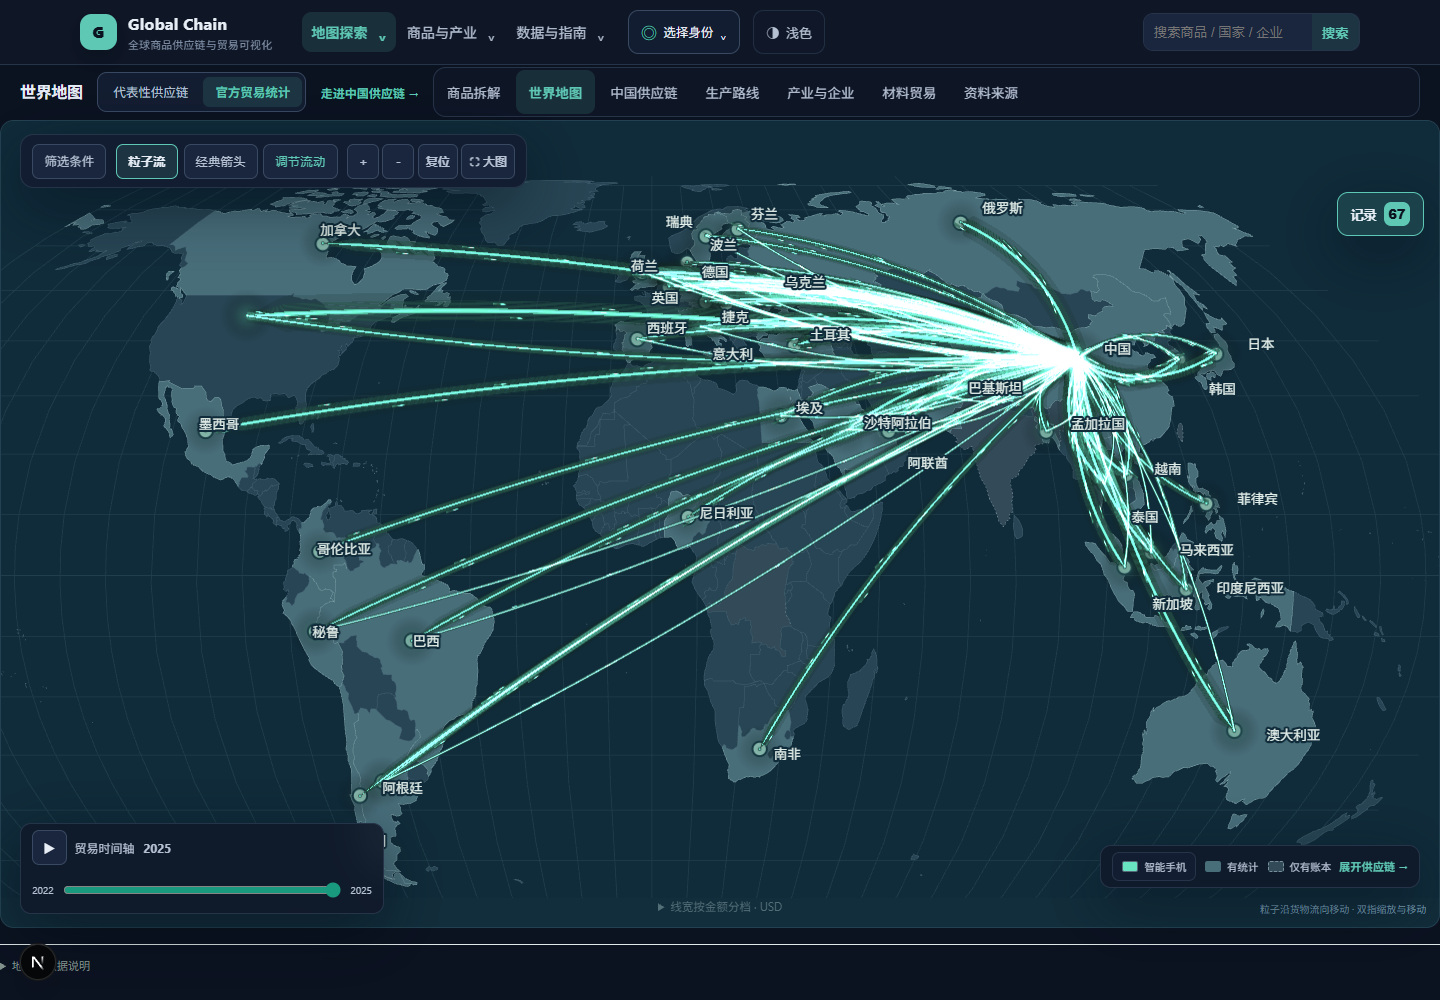 G
Global Chain
全球商品供应链与贸易可视化
地图探索
商品与产业
数据与指南
选择身份
浅色
搜索商品 / 国家 / 企业
搜索
世界地图
代表性供应链
官方贸易统计
走进中国供应链 →
商品拆解
世界地图
中国供应链
生产路线
产业与企业
材料贸易
资料来源
筛选条件
粒子流
经典箭头
调节流动
+
-
复位
大图
记录 67
加拿大
瑞典
芬兰
俄罗斯
波兰
荷兰
德国
乌克兰
英国
捷克
西班牙
土耳其
意大利
中国
日本
韩国
巴基斯坦
墨西哥
埃及
沙特阿拉伯
孟加拉国
阿联酋
越南
菲律宾
尼日利亚
泰国
哥伦比亚
马来西亚
印度尼西亚
新加坡
秘鲁
巴西
澳大利亚
南非
阿根廷
贸易时间轴 2025
2022
2025
智能手机
有统计
仅有账本
展开供应链 →
线宽按金额分档 · USD
粒子沿货物流向移动 · 双指缩放与移动
地
据说明
N